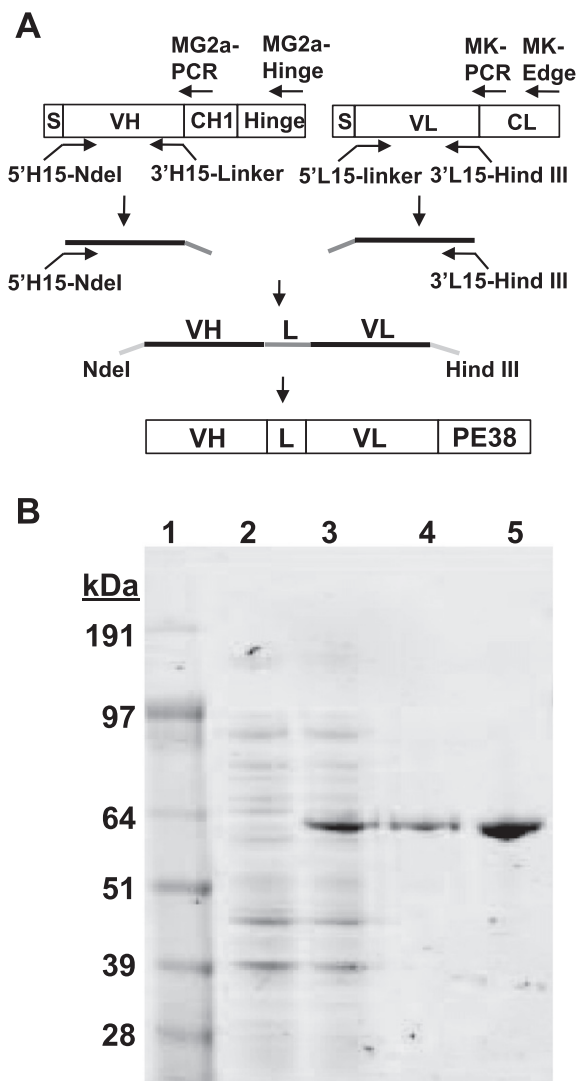 A
MG2a-PCR
MG2a-Hinge
MK-PCR
MK-Edge
S VH CH1 Hinge
S VL CL
5'H15-NdeI
3'H15-Linker
5'L15-linker
3'L15-Hind III
5'H15-NdeI
3'L15-Hind III
VH L VL
NdeI
Hind III
VH L VL PE38
B
1 2 3 4 5
kDa
191
97
64
51
39
28